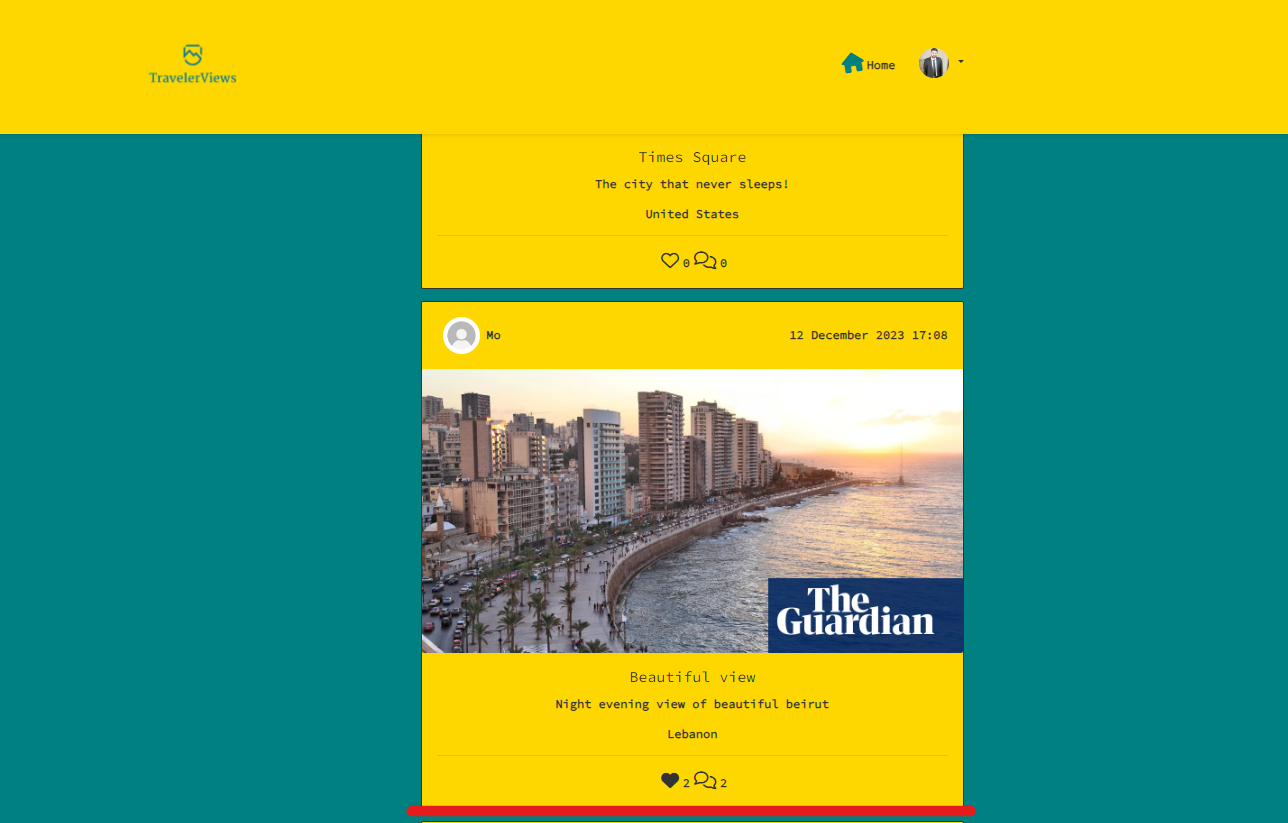 TravelerViews
Home
Times Square
The city that never sleeps!
United States
0 0
Mo 12 December 2023 17:08
The
Guardian
Beautiful view
Night evening view of beautiful beirut
Lebanon
2 2